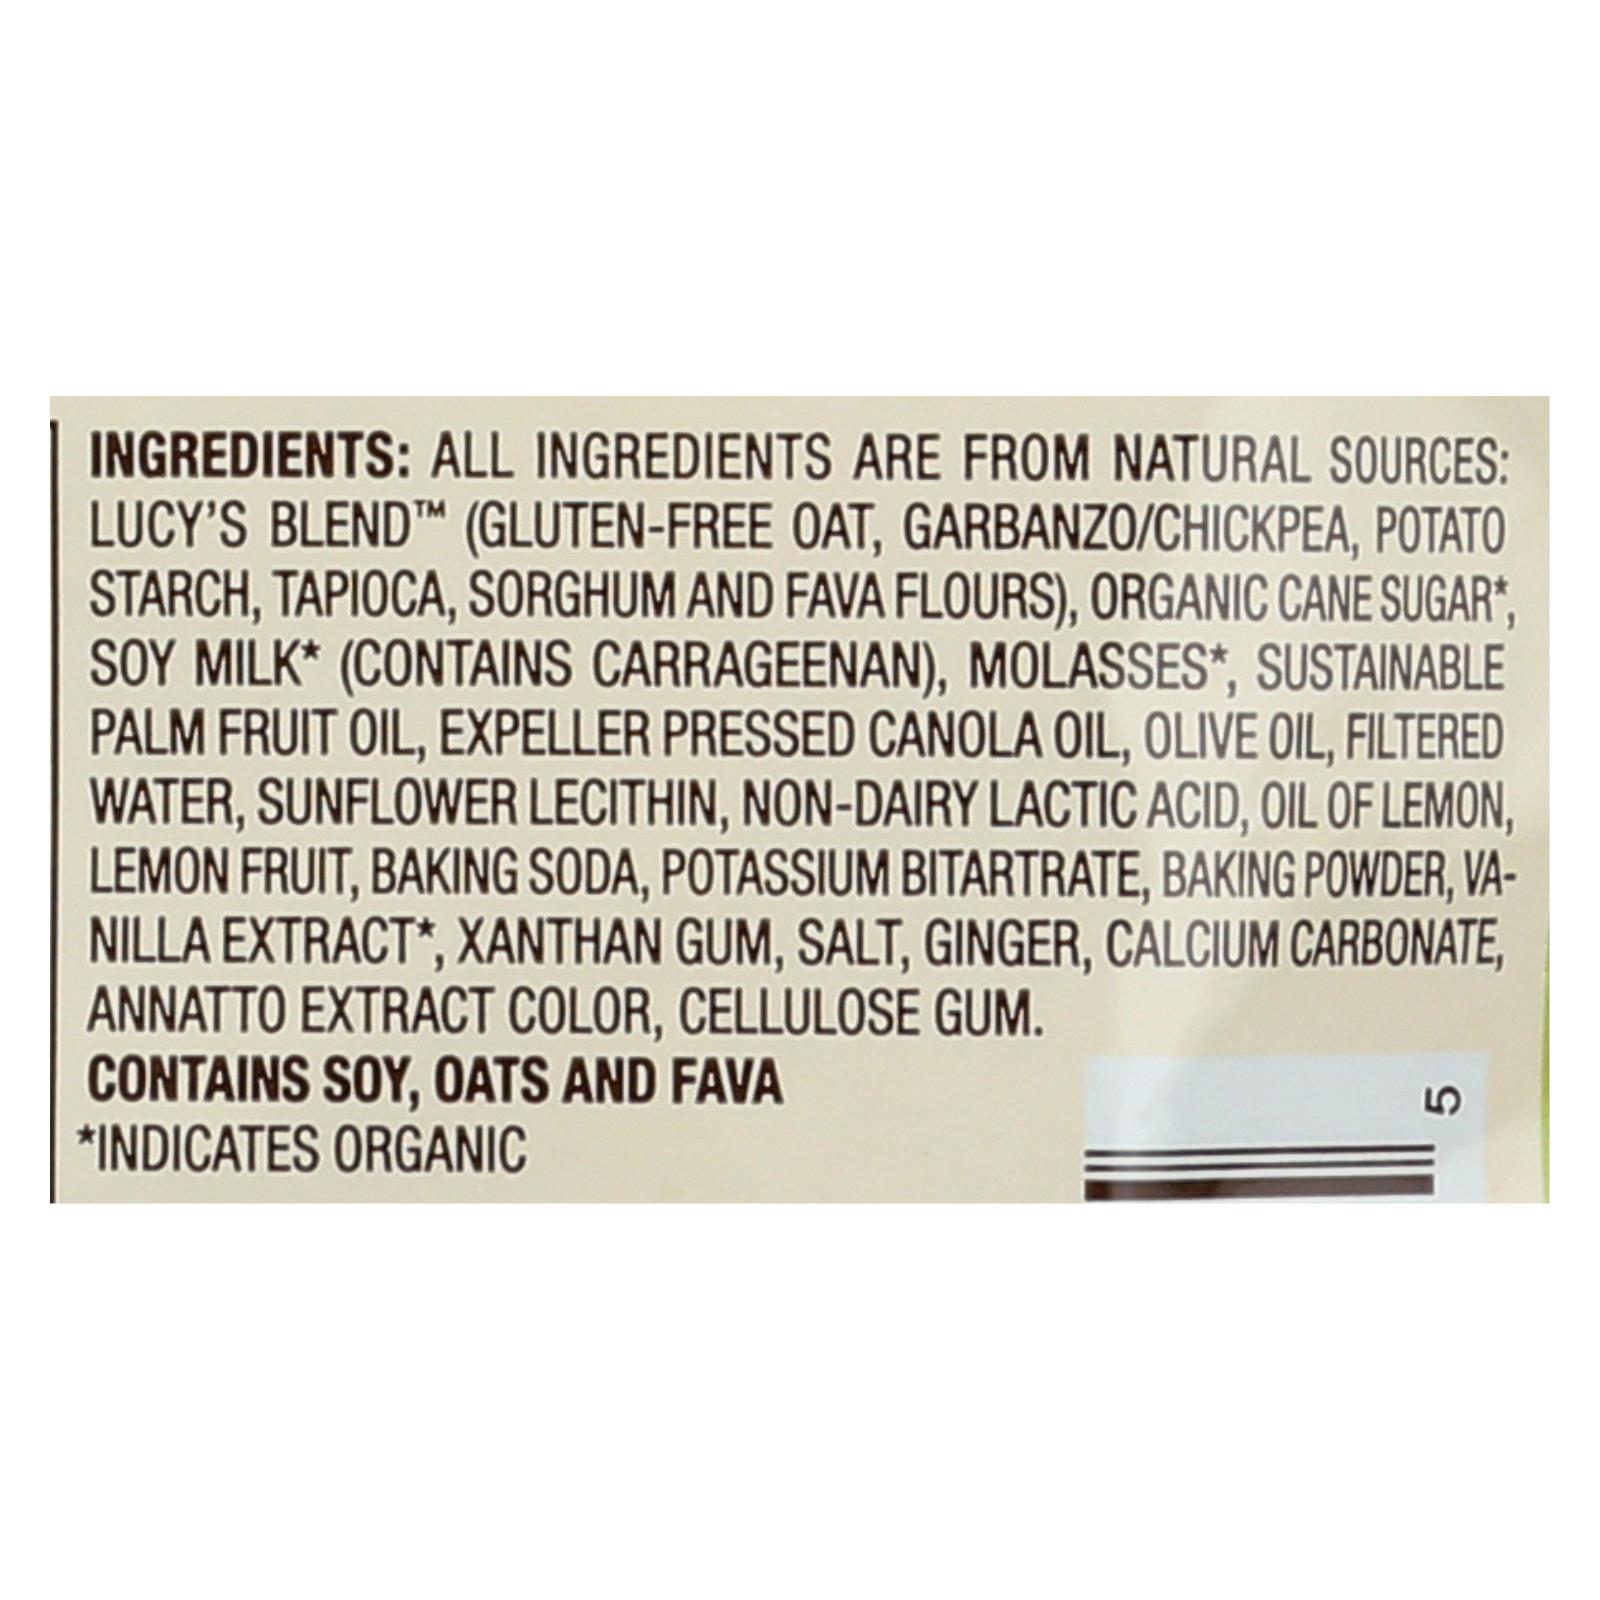 INGREDIENTS: ALL INGREDIENTS ARE FROM NATURAL SOURCES:
LUCY'S BLEND™ (GLUTEN-FREE OAT, GARBANZO/CHICKPEA, POTATO
STARCH, TAPIOCA, SORGHUM AND FAVA FLOURS), ORGANIC CANE SUGAR*,
SOY MILK* (CONTAINS CARRAGEENAN), MOLASSES*, SUSTAINABLE
PALM FRUIT OIL, EXPELLER PRESSED CANOLA OIL, OLIVE OIL, FILTERED
WATER, SUNFLOWER LECITHIN, NON-DAIRY LACTIC ACID, OIL OF LEMON,
LEMON FRUIT, BAKING SODA, POTASSIUM BITARTRATE, BAKING POWDER, VA-
NILLA EXTRACT*, XANTHAN GUM, SALT, GINGER, CALCIUM CARBONATE,
ANNATTO EXTRACT COLOR, CELLULOSE GUM.
CONTAINS SOY, OATS AND FAVA
*INDICATES ORGANIC
5